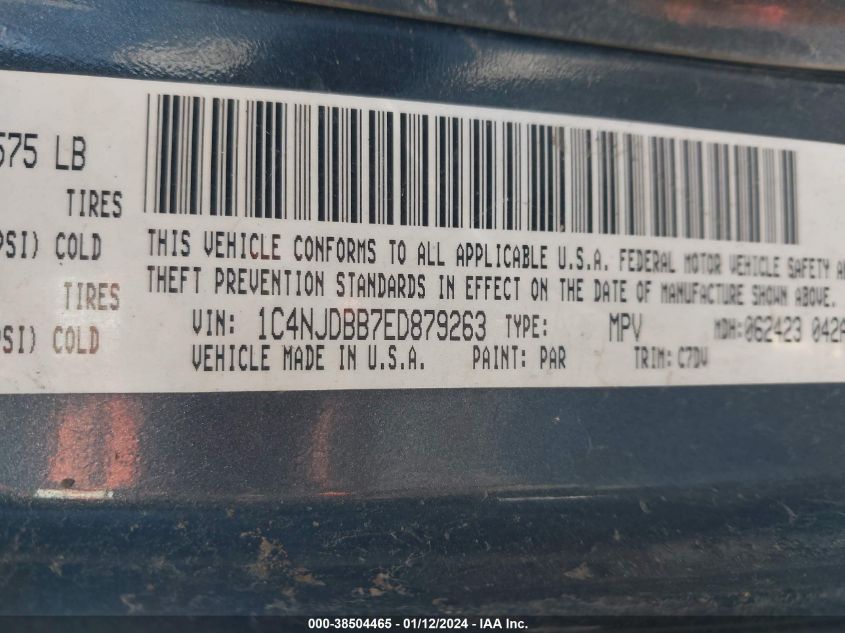 575 LB
TIRES
PSI) COLD
THIS VEHICLE CONFORMS TO ALL APPLICABLE U.S.A. FEDERAL MOTOR VEHICLE SAFETY AN
THEFT PREVENTION STANDARDS IN EFFECT ON THE DATE OF MANUFACTURE SHOWN ABOVE.
TIRES
VIN: 1C4NJDBB7ED879263 TYPE: MPV MDH: 062423 042A
PSI) COLD
VEHICLE MADE IN U.S.A. PAINT: PAR TRIM: C7DV
000-38504465 - 01/12/2024 - IAA Inc.